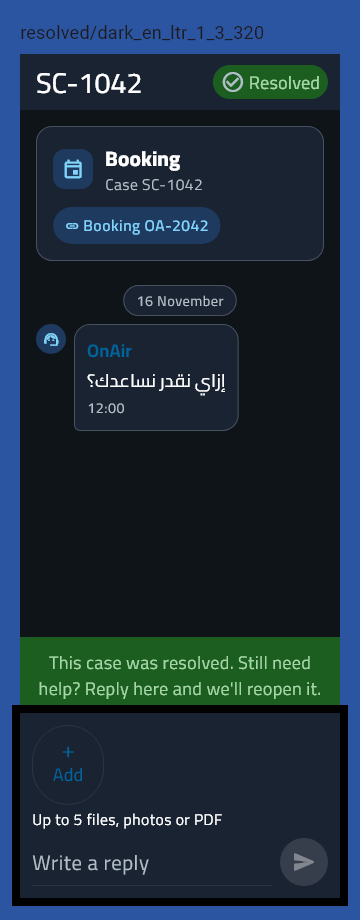 resolved/dark_en_ltr_1_3_320
SC-1042
Resolved
Booking
Case SC-1042
Booking OA-2042
16 November
OnAir
إزاي نقدر نساعدك؟
12:00
This case was resolved. Still need
help? Reply here and we'll reopen it.
+
Add
Up to 5 files, photos or PDF
Write a reply